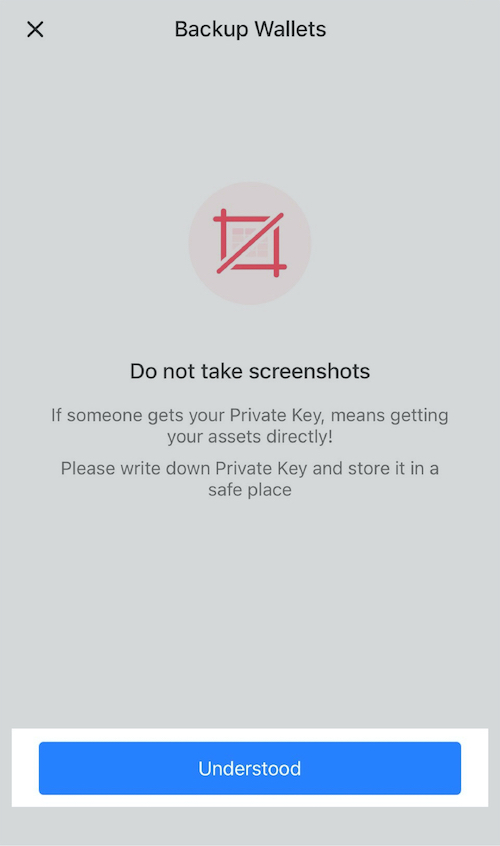 Backup Wallets
Do not take screenshots
If someone gets your Private Key, means getting
your assets directly!
Please write down Private Key and store it in a
safe place
Understood